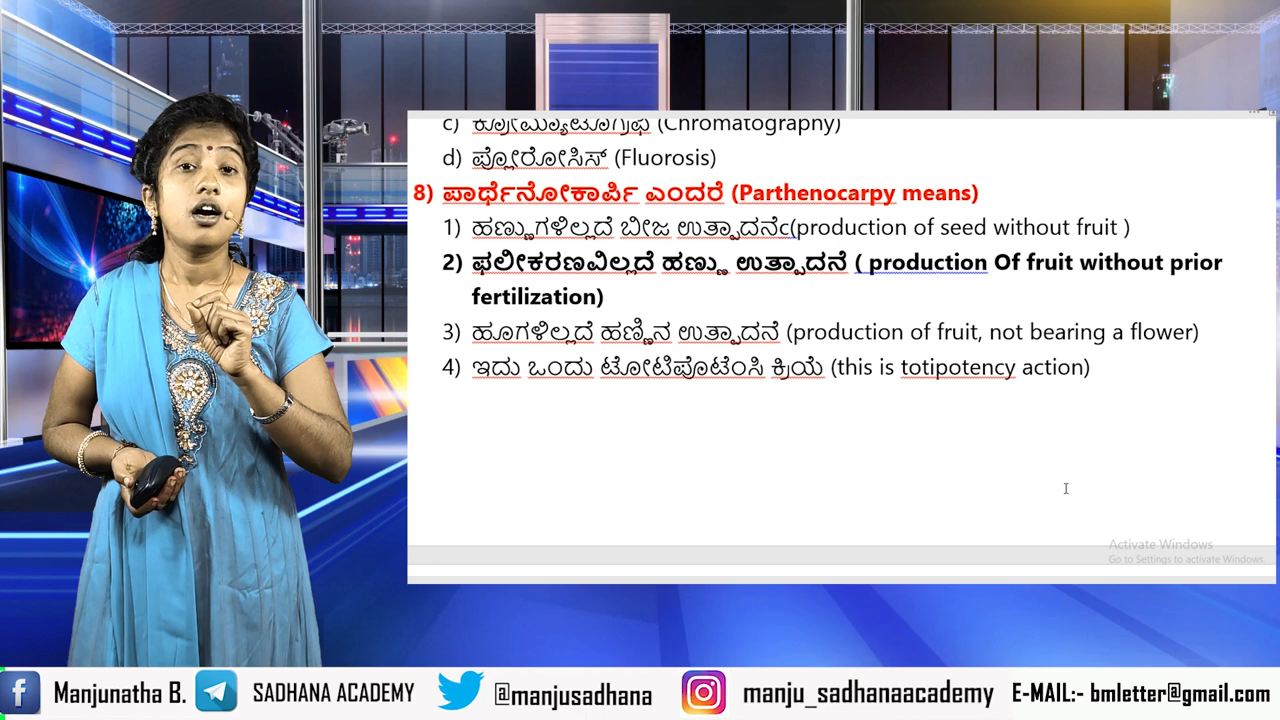 c) ಕ್ರೋಮ್ಯಾಟೊಗ್ರಫಿ (Chromatography)
d) ಪ್ಲೋರೋಸಿಸ್ (Fluorosis)
8) ಪಾರ್ಥೆನೋಕಾರ್ಪಿ ಎಂದರೆ (Parthenocarpy means)
1) ಹಣ್ಣುಗಳಿಲ್ಲದೆ ಬೀಜ ಉತ್ಪಾದನೆc(production of seed without fruit )
2) ಫಲೀಕರಣವಿಲ್ಲದೆ ಹಣ್ಣು ಉತ್ಪಾದನೆ ( production Of fruit without prior
fertilization)
3) ಹೂಗಳಿಲ್ಲದೆ ಹಣ್ಣಿನ ಉತ್ಪಾದನೆ (production of fruit, not bearing a flower)
4) ಇದು ಒಂದು ಟೋಟಿಪೊಟೆಂಸಿ ಕ್ರಿಯೆ (this is totipotency action)
Activate Windows
Go to Settings to activate Windows.
Manjunatha B. SADHANA ACADEMY @manjusadhana manju_sadhanaacademy E-MAIL:- bmletter@gmail.com